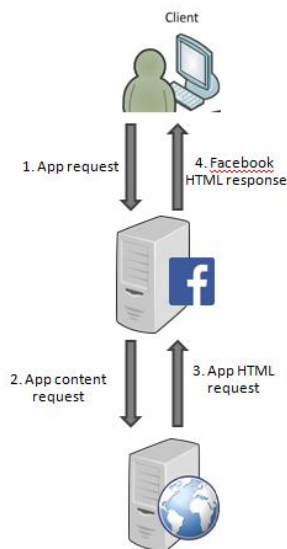 Client
1. App request
4. Facebook
HTML response
2. App content
request
3. App HTML
request